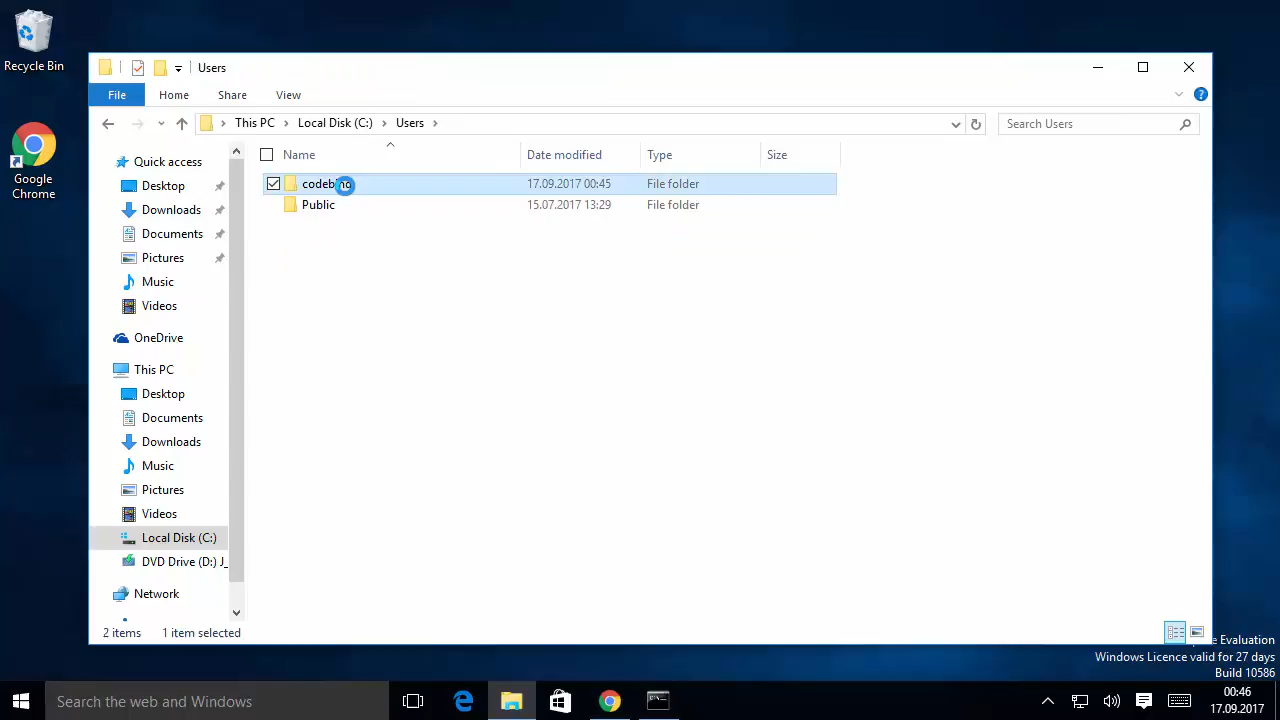 Recycle Bin
Google
Chrome
Users
File Home Share View
This PC Local Disk (C:) Users
Search Users
Name Date modified Type Size
17.09.2017 00:45 File folder
Public 15.07.2017 13:29 File folder
Quick access
Desktop
Downloads
Documents
Pictures
Music
Videos
OneDrive
This PC
Desktop
Documents
Downloads
Music
Pictures
Videos
Local Disk (C:)
DVD Drive (D:) J_
Network
2 items 1 item selected
Evaluation
Windows Licence valid for 27 days
Build 10586
Search the web and Windows
00:46
17.09.2017